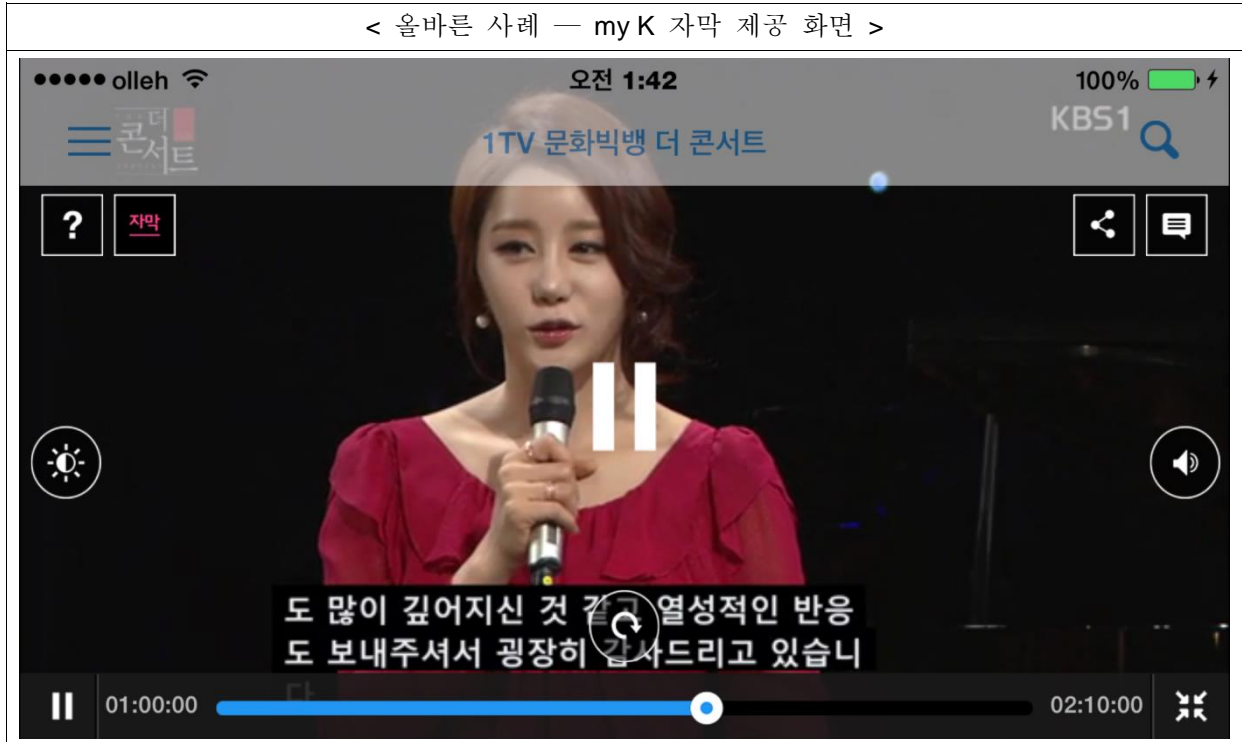 < 올바른 사례 — my K 자막 제공 화면 >
olleh 오전 1:42 100%
더 콘서트
1TV 문화빅뱅 더 콘서트
KBS1
? 자막
도 많이 깊어지신 것 같고 열성적인 반응
도 보내주셔서 굉장히 감사드리고 있습니
다
01:00:00 02:10:00